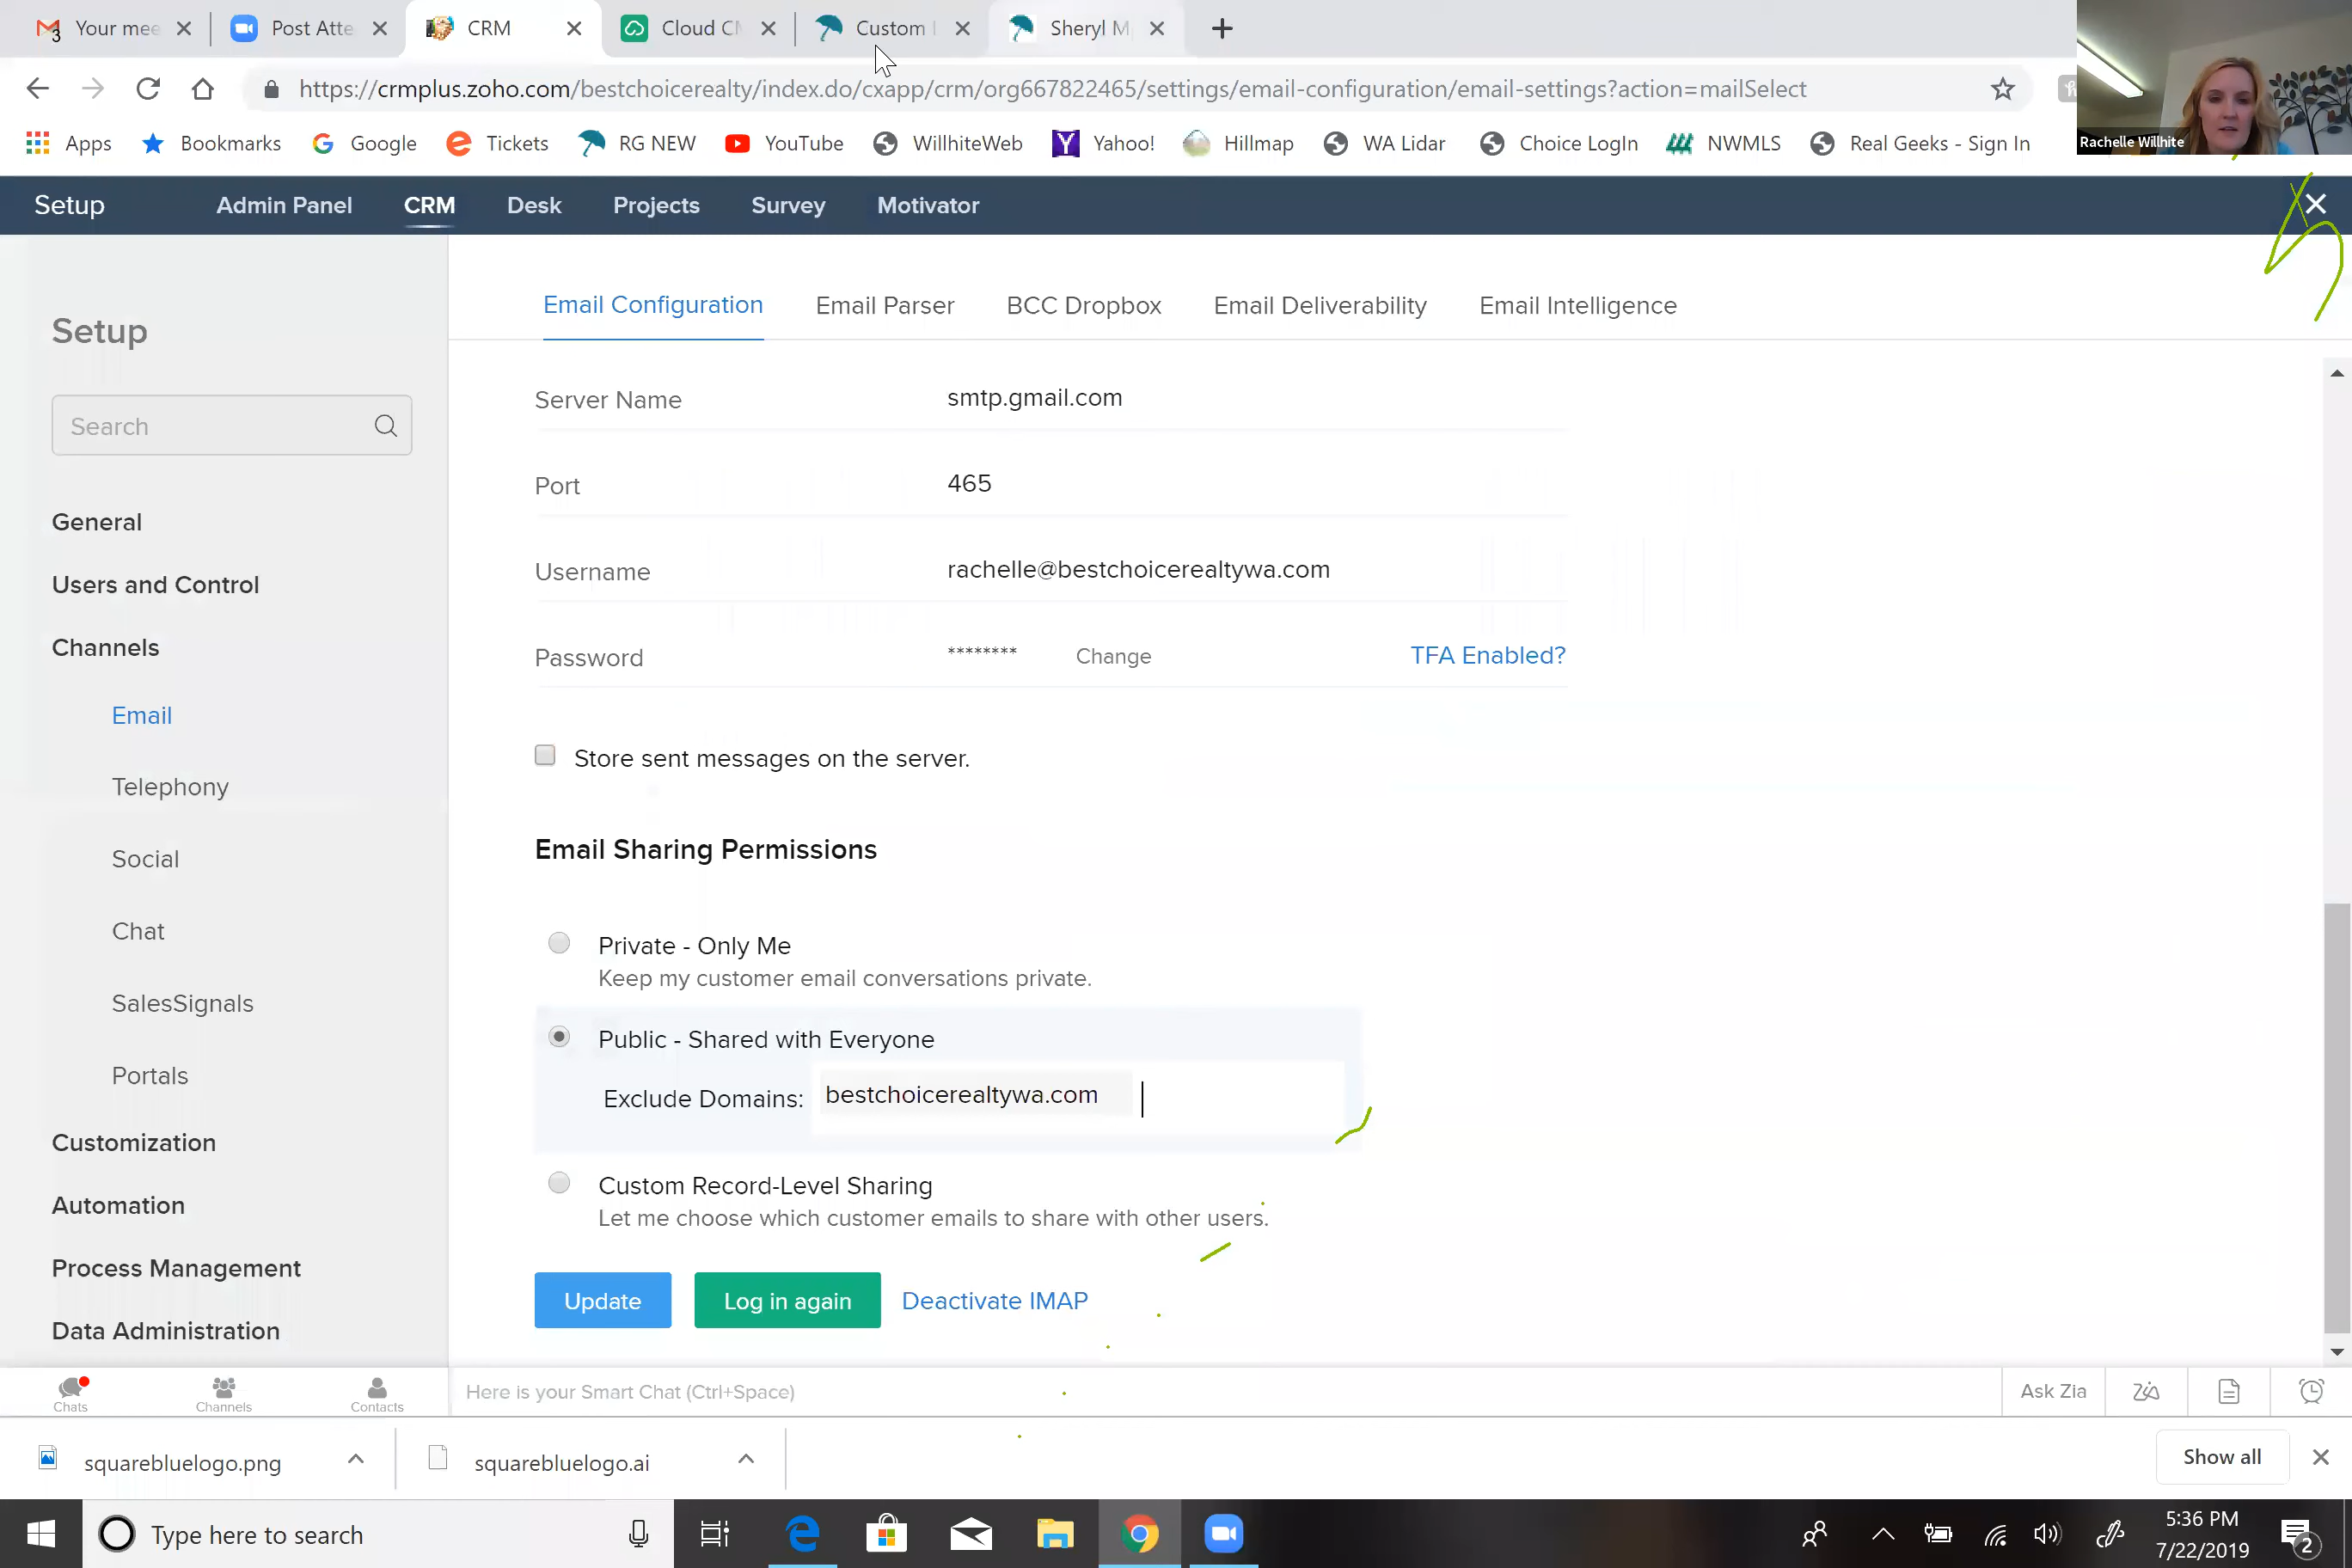 Your mee
Post Atte
CRM
Cloud C
Custom
Sheryl M
https://crmplus.zoho.com/bestchoicerealty/index.do/cxapp/crm/org667822465/settings/email-configuration/email-settings?action=mailSelect
Apps Bookmarks Google Tickets RG NEW YouTube WillhiteWeb Yahoo! Hillmap WA Lidar Choice LogIn NWMLS Real Geeks - Sign In
Rachelle Willhite
Setup Admin Panel CRM Desk Projects Survey Motivator
Setup
Search
General
Users and Control
Channels
Email
Telephony
Social
Chat
SalesSignals
Portals
Customization
Automation
Process Management
Data Administration
Email Configuration Email Parser BCC Dropbox Email Deliverability Email Intelligence
Server Name smtp.gmail.com
Port 465
Username rachelle@bestchoicerealtywa.com
Password ******** Change TFA Enabled?
Store sent messages on the server.
Email Sharing Permissions
Private - Only Me
Keep my customer email conversations private.
Public - Shared with Everyone
Exclude Domains: bestchoicerealtywa.com
Custom Record-Level Sharing
Let me choose which customer emails to share with other users.
Update Log in again Deactivate IMAP
Chats Channels Contacts Here is your Smart Chat (Ctrl+Space) Ask Zia
squarebluelogo.png squarebluelogo.ai Show all
Type here to search
5:36 PM
7/22/2019
2